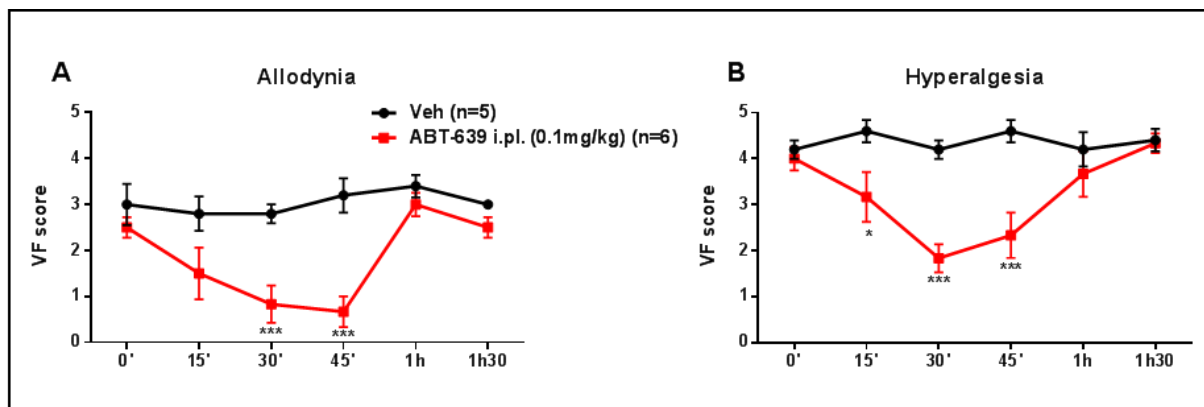 A
Allodynia
Veh (n=5)
ABT-639 i.pl. (0.1mg/kg) (n=6)
VF score
5
4
3
2
1
0
***
***
0'
15'
30'
45'
1h
1h30
B
Hyperalgesia
VF score
5
4
3
2
1
0
*
***
***
0'
15'
30'
45'
1h
1h30